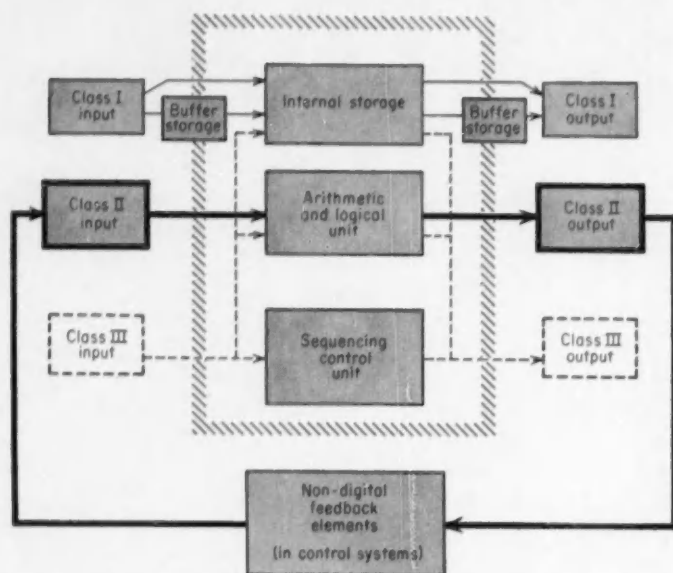 Class I
input
Buffer
storage
Internal storage
Buffer
storage
Class I
output
Class II
input
Arithmetic
and logical
unit
Class II
output
Class III
input
Sequencing
control
unit
Class III
output
Non-digital
feedback
elements
(in control systems)